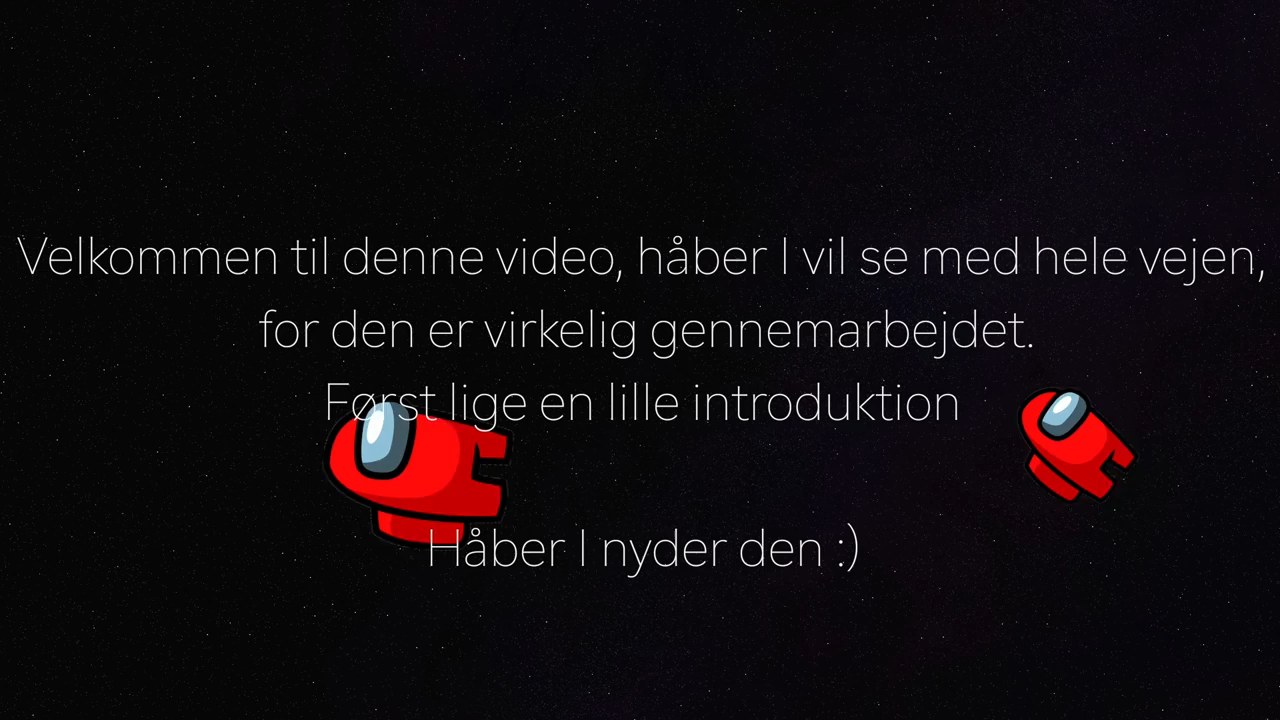 Velkommen til denne video, håber I vil se med hele vejen,
for den er virkelig gennemarbejdet.
Først lige en lille introduktion
Håber I nyder den :)